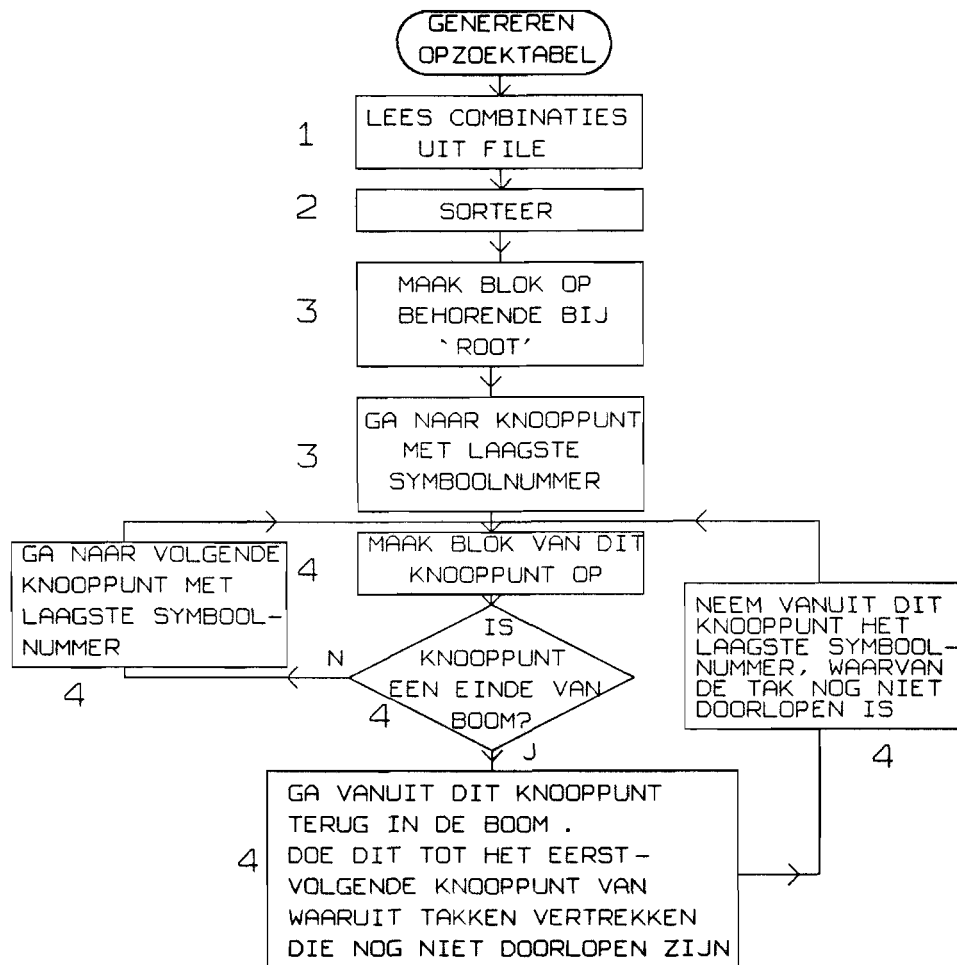 GENEREREN
OPZOEKTABEL
1
LEES COMBINATIES
UIT FILE
2
SORTEER
3
MAAK BLOK OP
BEHORENDE BIJ
'ROOT'
3
GA NAAR KNOOPPUNT
MET LAAGSTE
SYMBOOLNUMMER
GA NAAR VOLGENDE
KNOOPPUNT MET
LAAGSTE SYMBOOL-
NUMMER
4
4
MAAK BLOK VAN DIT
KNOOPPUNT OP
IS
KNOOPPUNT
EEN EINDE VAN
BOOM?
4
N
J
NEEM VANUIT DIT
KNOOPPUNT HET
LAAGSTE SYMBOOL-
NUMMER, WAARVAN
DE TAK NOG NIET
DOORLOPEN IS
4
4
GA VANUIT DIT KNOOPPUNT
TERUG IN DE BOOM .
DOE DIT TOT HET EERST-
VOLGENDE KNOOPPUNT VAN
WAARUIT TAKKEN VERTREKKEN
DIE NOG NIET DOORLOPEN ZIJN